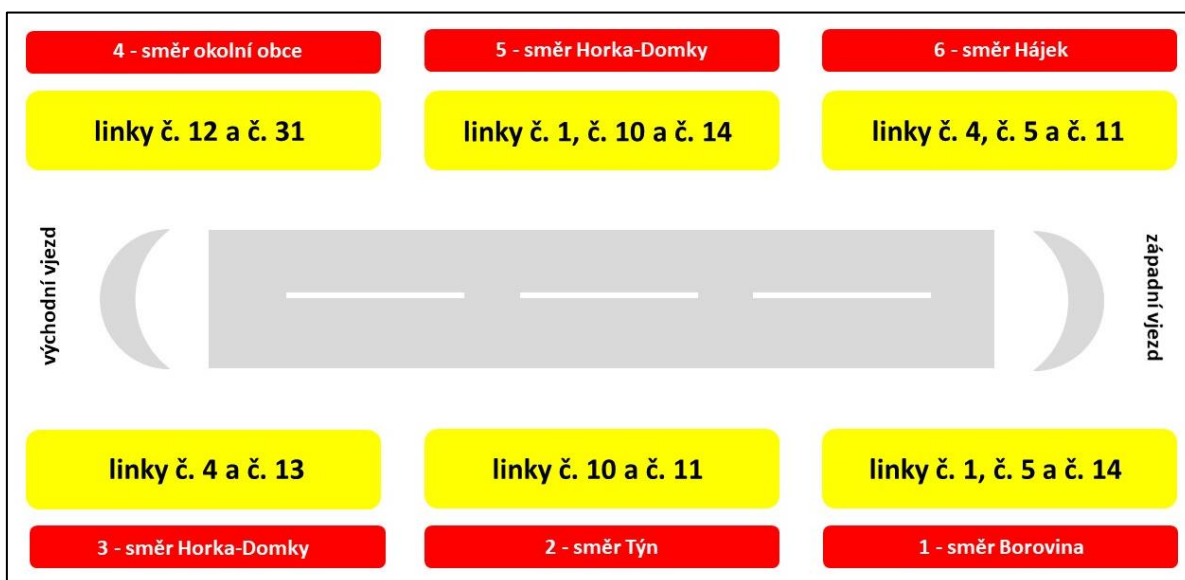 4 - směr okolní obce
5 - směr Horka-Domky
6 - směr Hájek
linky č. 12 a č. 31
linky č. 1, č. 10 a č. 14
linky č. 4, č. 5 a č. 11
východní vjezd
západní vjezd
linky č. 4 a č. 13
linky č. 10 a č. 11
linky č. 1, č. 5 a č. 14
3 - směr Horka-Domky
2 - směr Týn
1 - směr Borovina